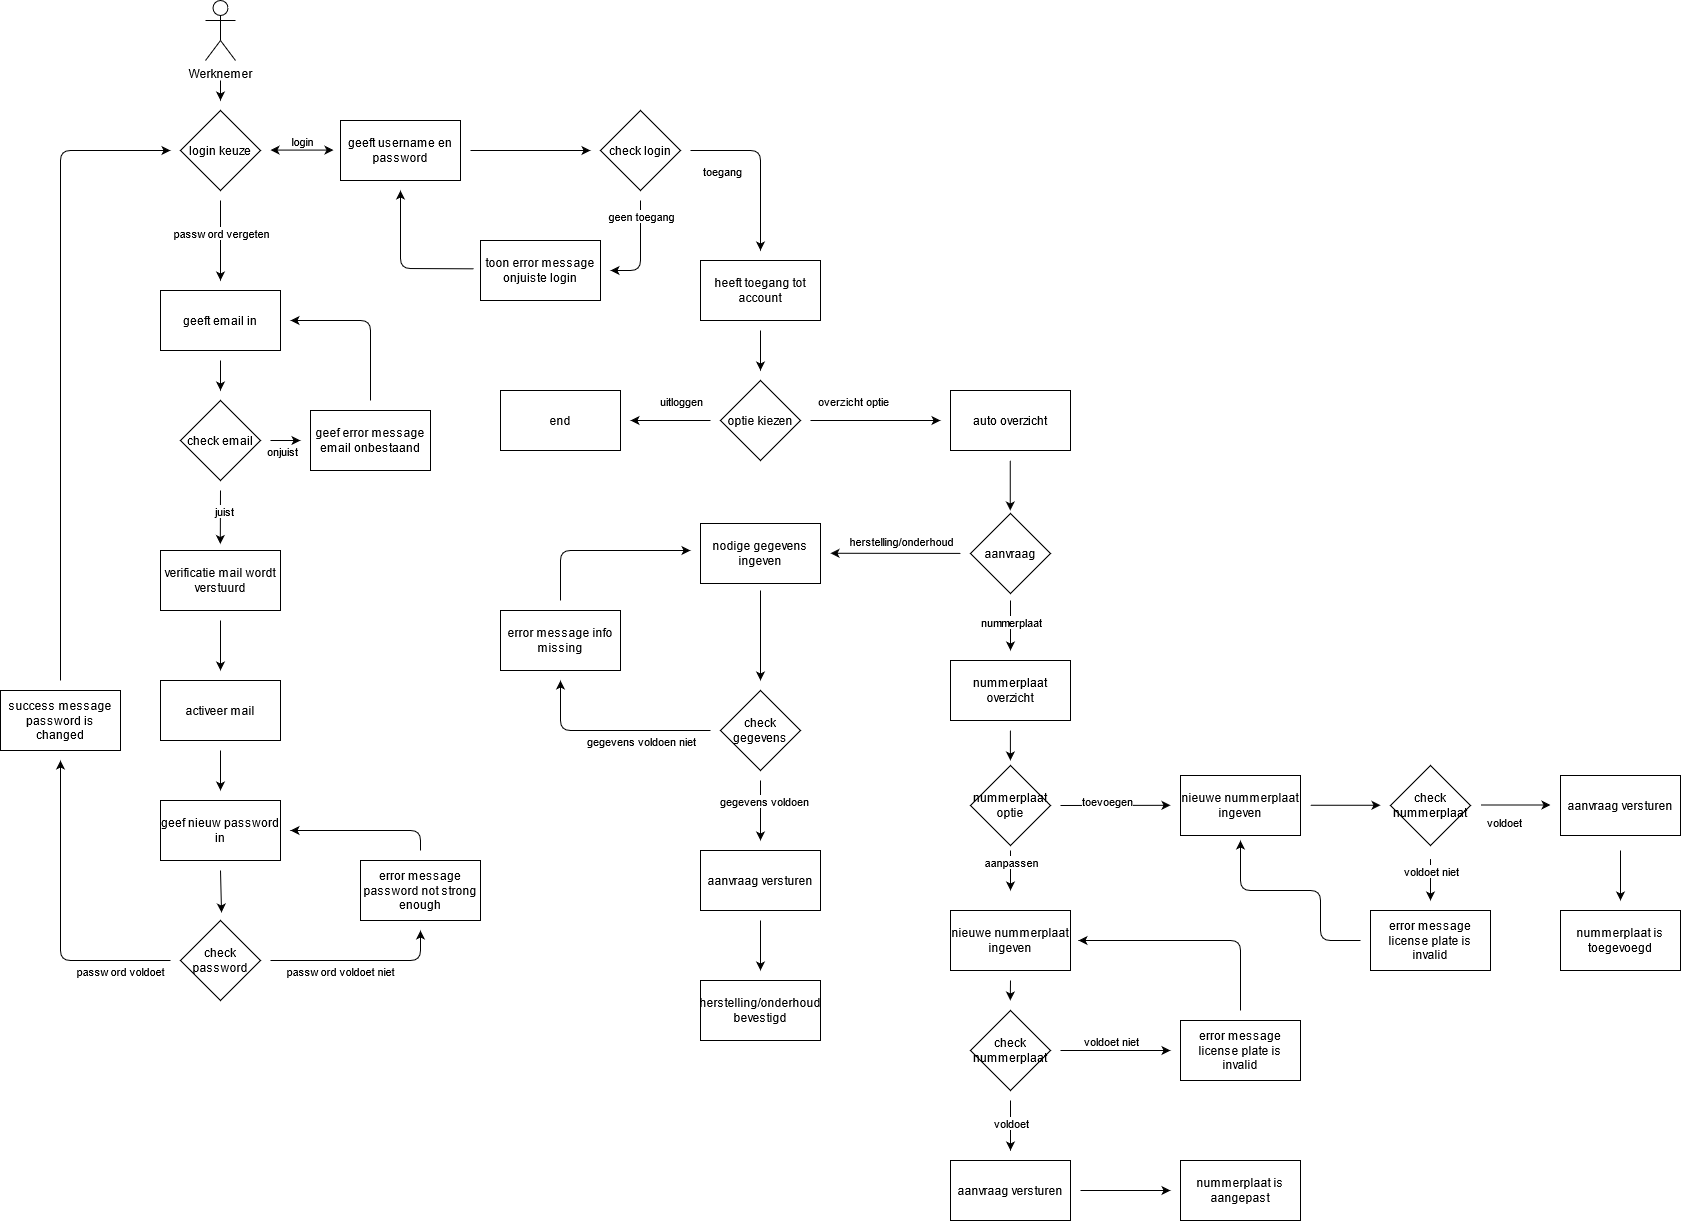 Werknemer
login keuze
login
geeft username en
password
check login
toegang
geen toegang
password vergeten
toon error message
onjuiste login
heeft toegang tot
account
geeft email in
check email
onjuist
geef error message
email onbestaand
juist
end
uitloggen
optie kiezen
overzicht optie
auto overzicht
verificatie mail wordt
verstuurd
nodige gegevens
ingeven
herstelling/onderhoud
aanvraag
error message info
missing
nummerplaat
activeer mail
success message
password is
changed
nummerplaat
overzicht
check
gegevens
gegevens voldoen niet
gegevens voldoen
geef nieuw password
in
error message
password not strong
enough
check
password
password voldoet
password voldoet niet
aanvraag versturen
herstelling/onderhoud
bevestigd
nummerplaat
optie
toevoegen
nieuwe nummerplaat
ingeven
check
nummerplaat
voldoet
aanvraag versturen
voldoet niet
error message
license plate is
invalid
nummerplaat is
toegevoegd
aanpassen
nieuwe nummerplaat
ingeven
check
nummerplaat
voldoet niet
error message
license plate is
invalid
voldoet
aanvraag versturen
nummerplaat is
aangepast